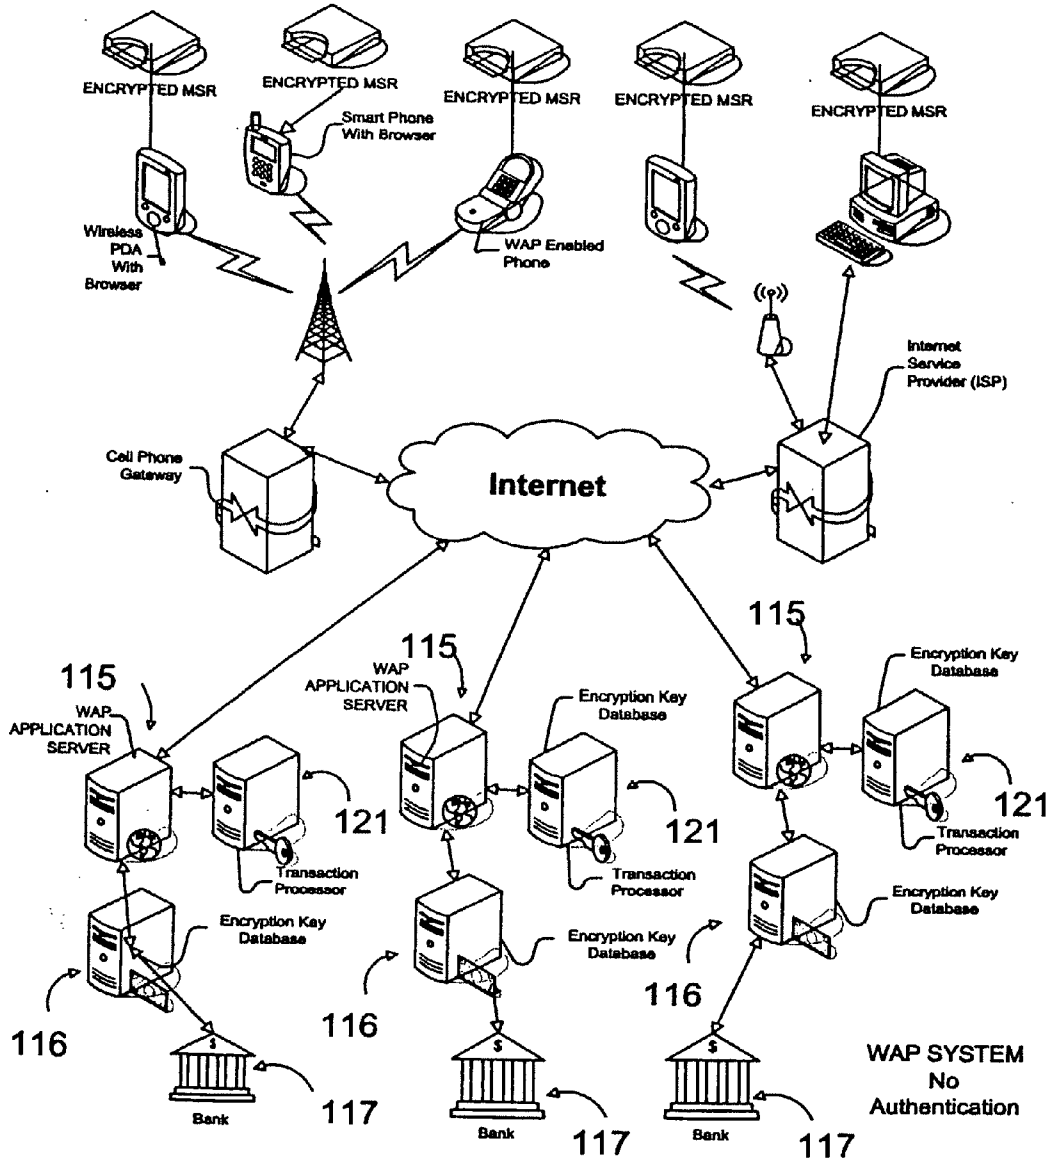 ENCRYPTED MSR
ENCRYPTED MSR
ENCRYPTED MSR
ENCRYPTED MSR
ENCRYPTED MSR
Smart Phone
With Browser
Wireless
PDA
With
Browser
WAP Enabled
Phone
Internet
Service
Provider (ISP)
Cell Phone
Gateway
Internet
115
WAP
APPLICATION
SERVER
121
Transaction
Processor
Encryption Key
Database
116
$
Bank
117
115
WAP
APPLICATION
SERVER
Encryption Key
Database
121
Transaction
Processor
Encryption Key
Database
116
$
Bank
117
115
Encryption Key
Database
121
Transaction
Processor
Encryption Key
Database
116
$
Bank
117
WAP SYSTEM
No
Authentication